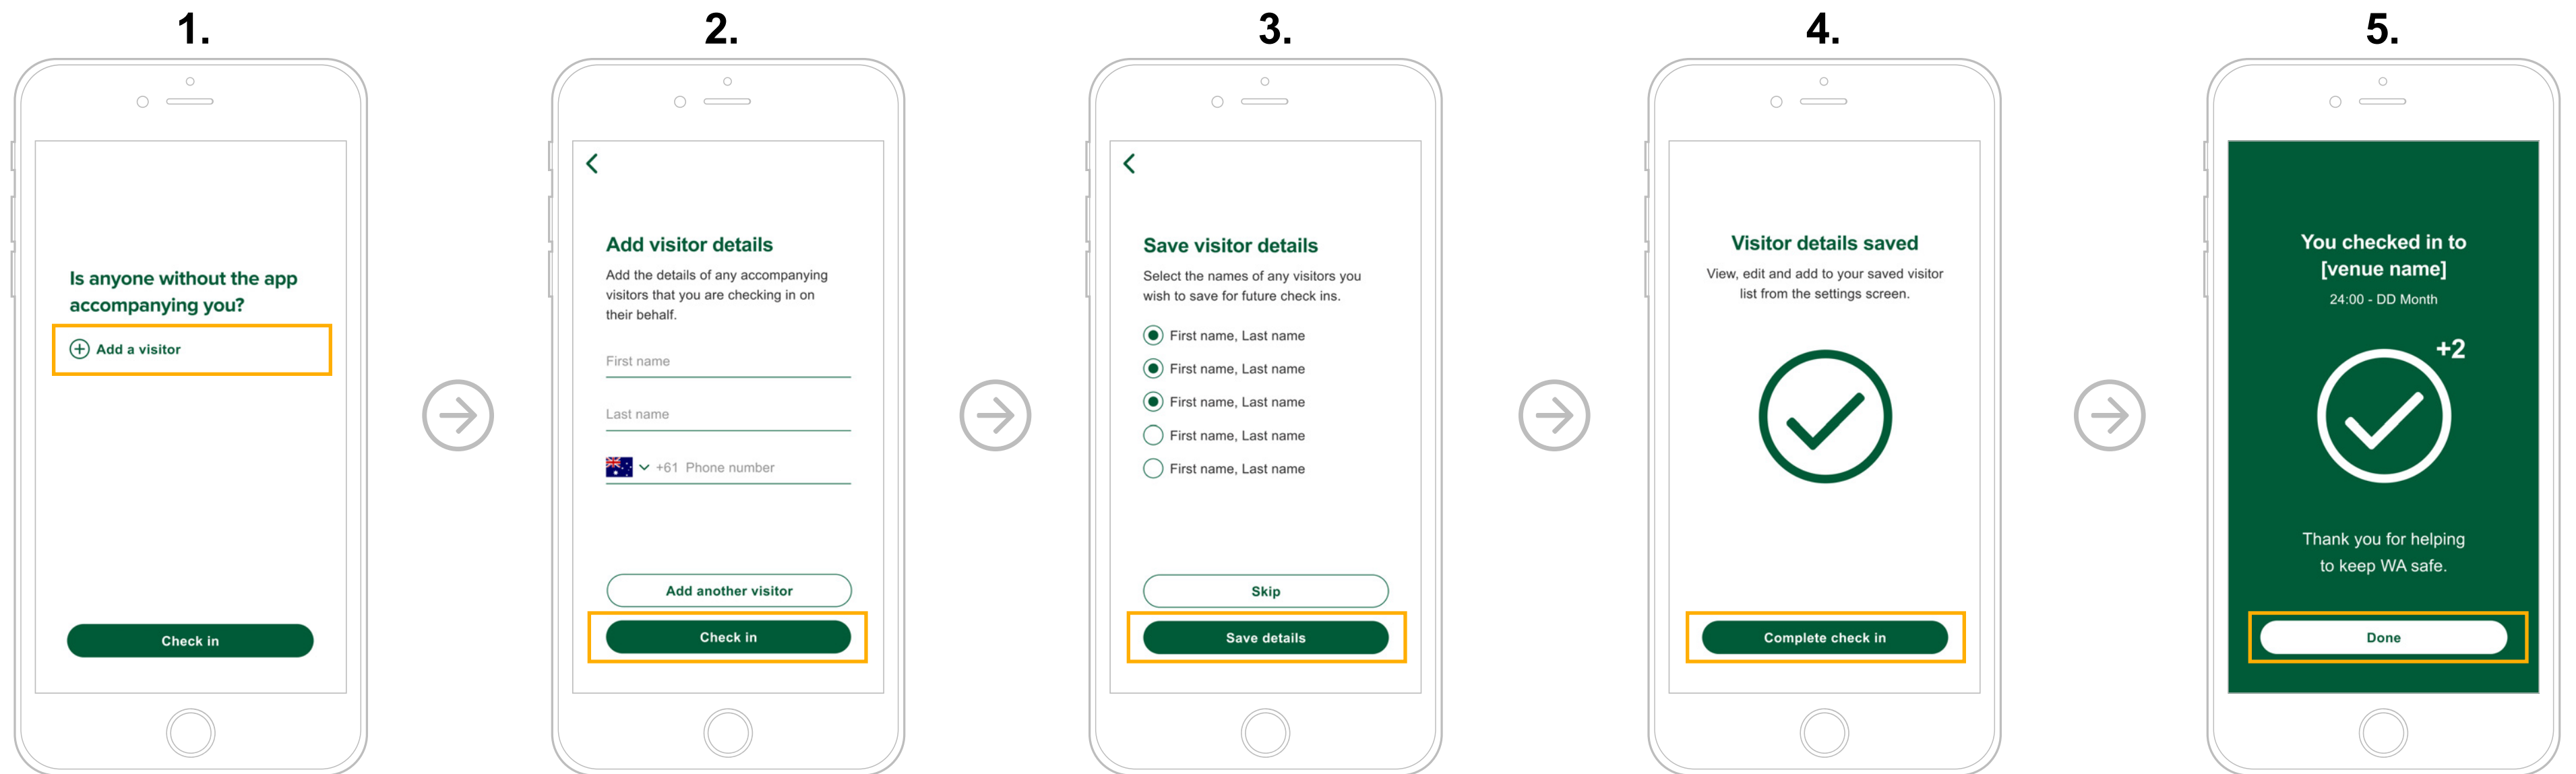 1.
Is anyone without the app
accompanying you?
Add a visitor
Check in
2.
Add visitor details
Add the details of any accompanying
visitors that you are checking in on
their behalf.
First name
Last name
+61 Phone number
Add another visitor
Check in
3.
Save visitor details
Select the names of any visitors you
wish to save for future check ins.
First name, Last name
First name, Last name
First name, Last name
First name, Last name
First name, Last name
Skip
Save details
4.
Visitor details saved
View, edit and add to your saved visitor
list from the settings screen.
Complete check in
5.
You checked in to
[venue name]
24:00 - DD Month
+2
Thank you for helping
to keep WA safe.
Done